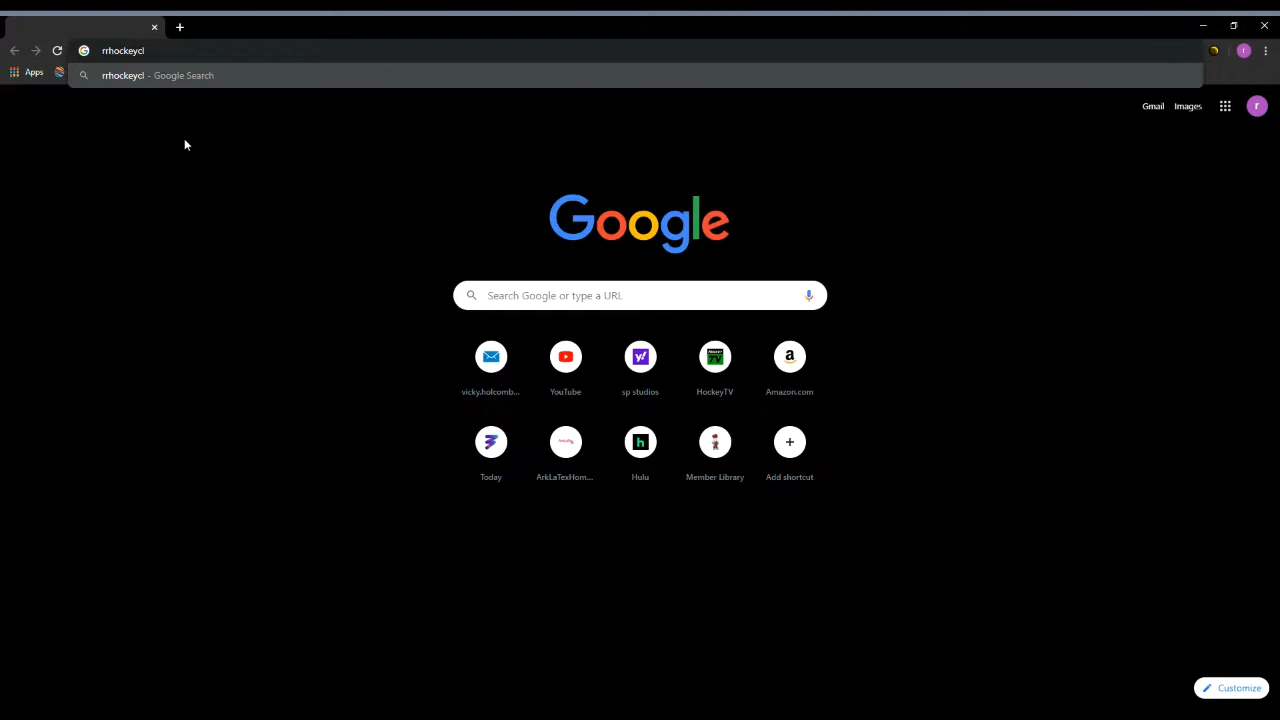 rrhockeycl
Apps
rrhockeycl - Google Search
Gmail Images r
Google
Search Google or type a URL
vicky.holcomb... YouTube sp studios HockeyTV Amazon.com
Today ArkLaTexHom... Hulu Member Library Add shortcut
Customize